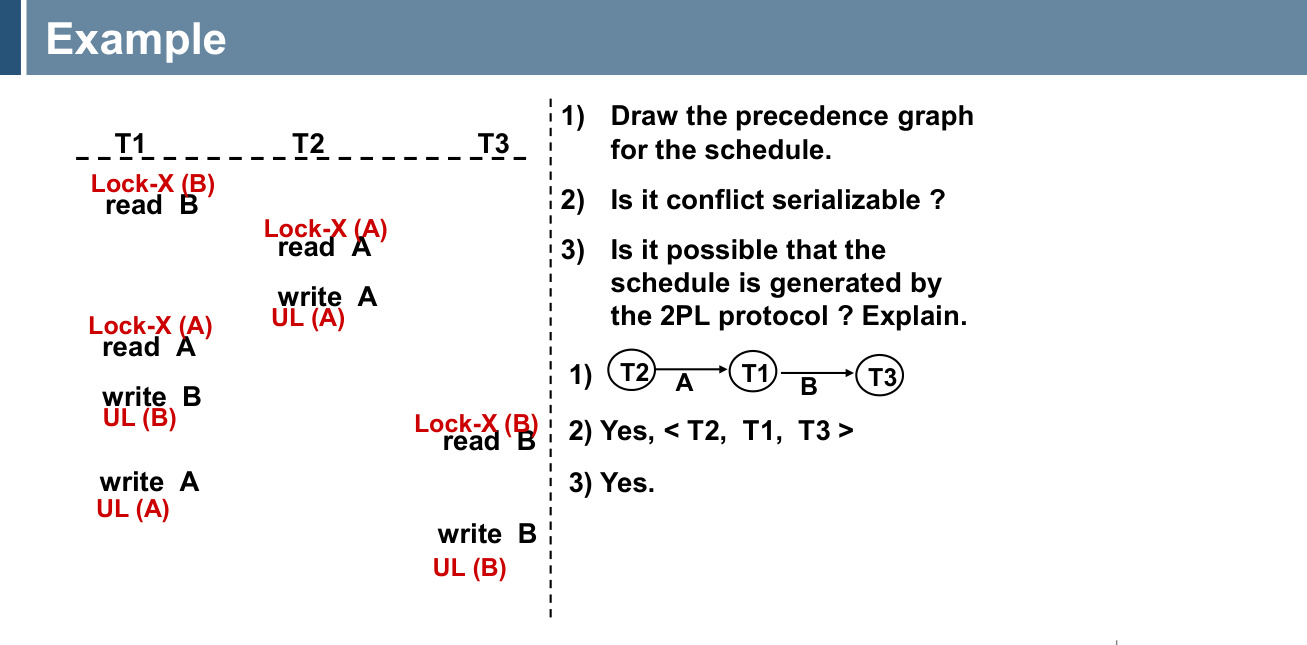 Example
T1 T2 T3
Lock-X (B)
read B
Lock-X (A)
read A
write A
UL (A)
Lock-X (A)
read A
write B
UL (B)
Lock-X (B)
read B
write A
UL (A)
write B
UL (B)
1) Draw the precedence graph
for the schedule.
2) Is it conflict serializable ?
3) Is it possible that the
schedule is generated by
the 2PL protocol ? Explain.
1) T2 A T1 B T3
2) Yes, < T2, T1, T3 >
3) Yes.